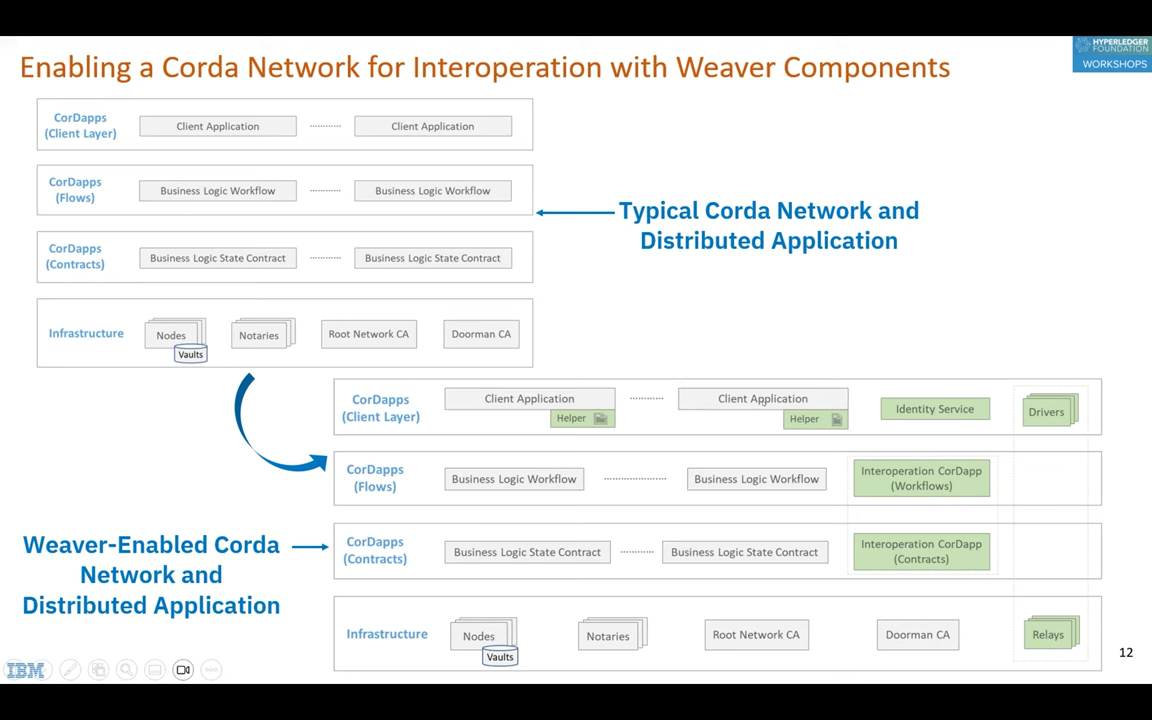 HYPERLEDGER
FOUNDATION
WORKSHOPS
Enabling a Corda Network for Interoperation with Weaver Components
CorDapps
(Client Layer)
Client Application
Client Application
CorDapps
(Flows)
Business Logic Workflow
Business Logic Workflow
CorDapps
(Contracts)
Business Logic State Contract
Business Logic State Contract
Infrastructure
Nodes
Vaults
Notaries
Root Network CA
Doorman CA
Typical Corda Network and
Distributed Application
CorDapps
(Client Layer)
Client Application
Helper
Client Application
Helper
Identity Service
Drivers
CorDapps
(Flows)
Business Logic Workflow
Business Logic Workflow
Interoperation CorDapp
(Workflows)
CorDapps
(Contracts)
Business Logic State Contract
Business Logic State Contract
Interoperation CorDapp
(Contracts)
Infrastructure
Nodes
Vaults
Notaries
Root Network CA
Doorman CA
Relays
Weaver-Enabled Corda
Network and
Distributed Application
IBM
12